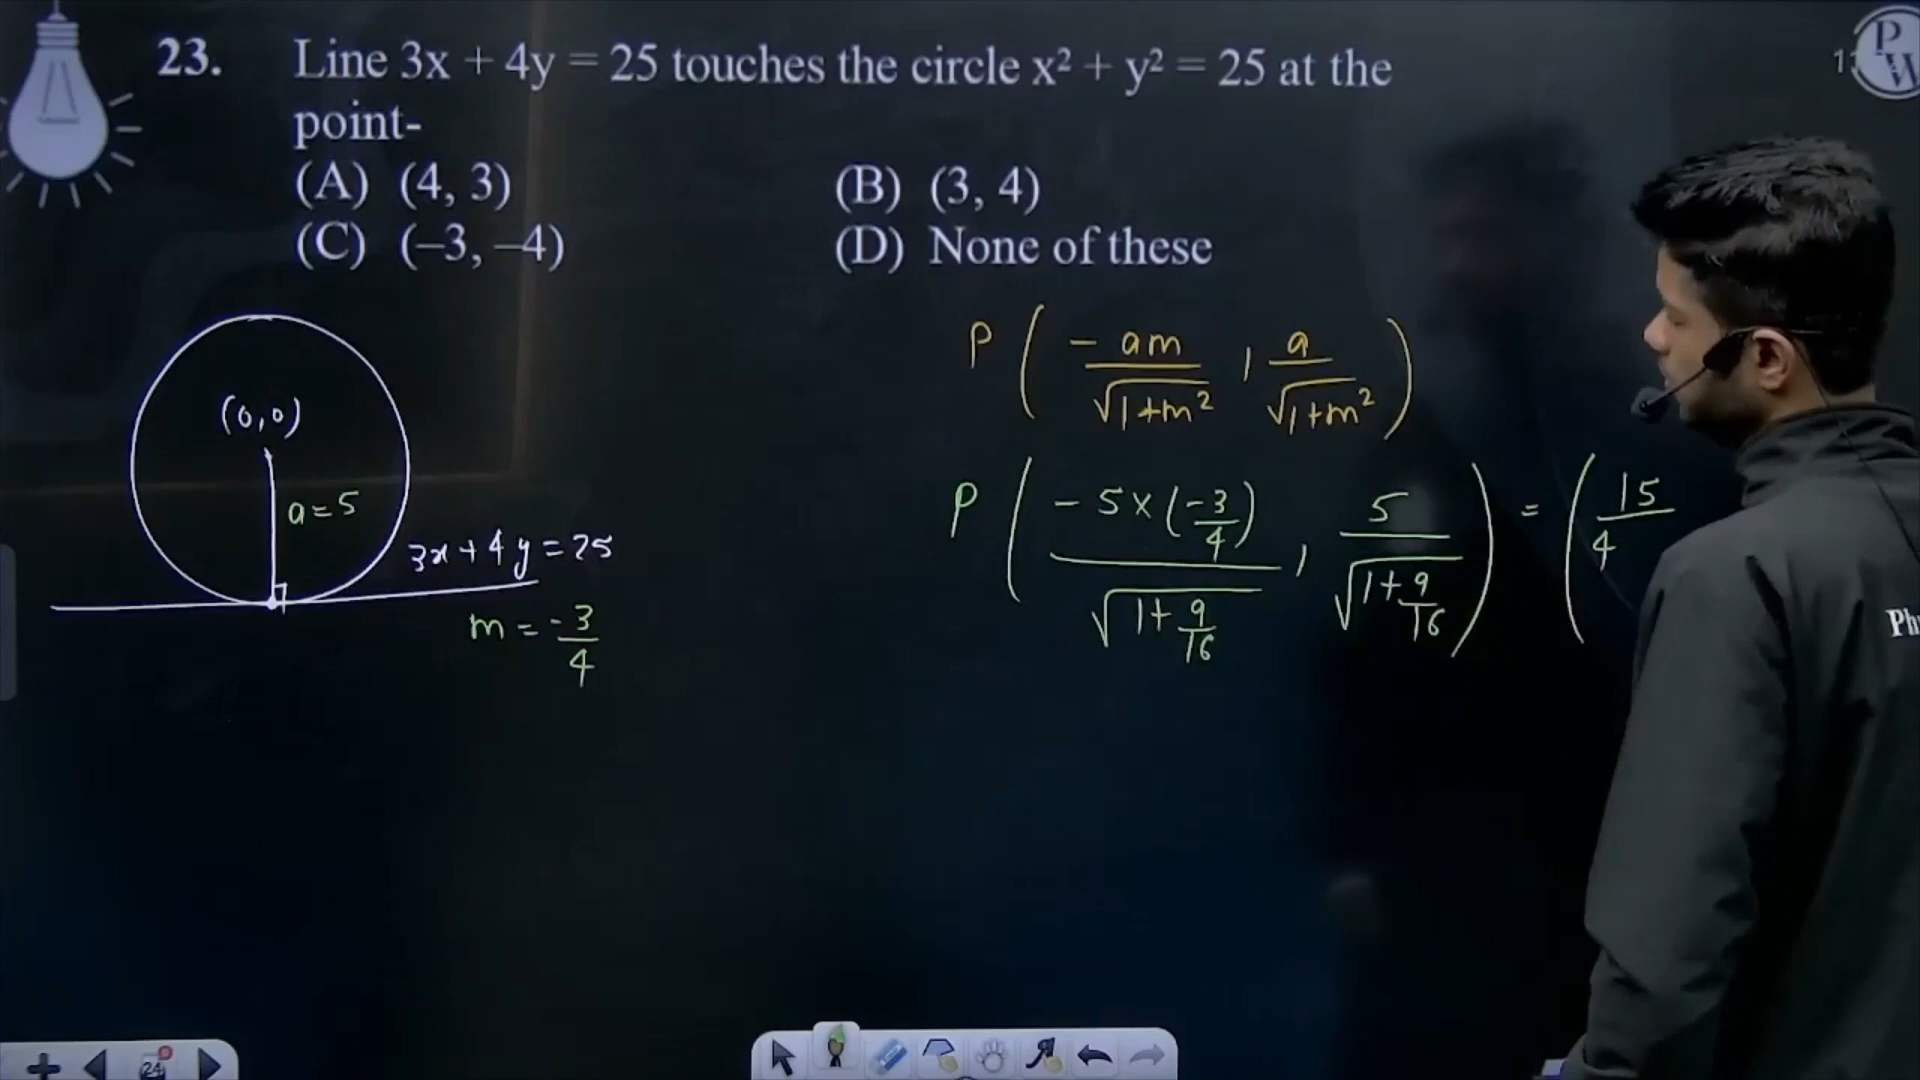 23. Line 3x + 4y = 25 touches the circle x² + y² = 25 at the
point-
(A) (4, 3) (B) (3, 4)
(C) (–3, –4) (D) None of these
P ( -am/√(1+m²) , a/√(1+m²) )
(0,0)
a = 5
P ( -5×(-3/4)/√(1+9/16) , 5/√(1+9/16) ) = ( 15/4
3x + 4y = 25
m = -3/4
PW
24